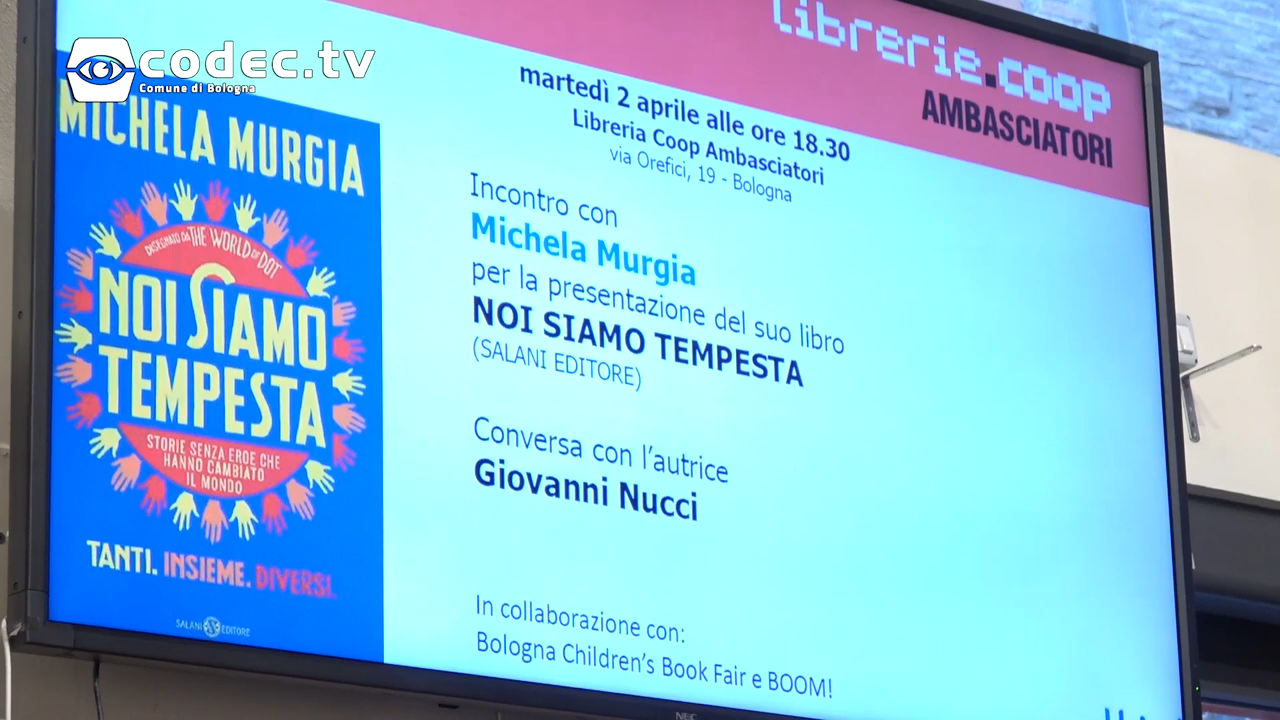 codec.tv
Comune di Bologna
librerie.coop
AMBASCIATORI
martedì 2 aprile alle ore 18.30
Libreria Coop Ambasciatori
via Orefici, 19 - Bologna
Incontro con
Michela Murgia
per la presentazione del suo libro
NOI SIAMO TEMPESTA
(SALANI EDITORE)
Conversa con l'autrice
Giovanni Nucci
In collaborazione con:
Bologna Children's Book Fair e BOOM!
MICHELA MURGIA
DISEGNATO DA THE WORLD OF DOT
NOI SIAMO
TEMPESTA
STORIE SENZA EROE CHE
HANNO CAMBIATO
IL MONDO
TANTI. INSIEME. DIVERSI.
SALANI EDITORE
NEC